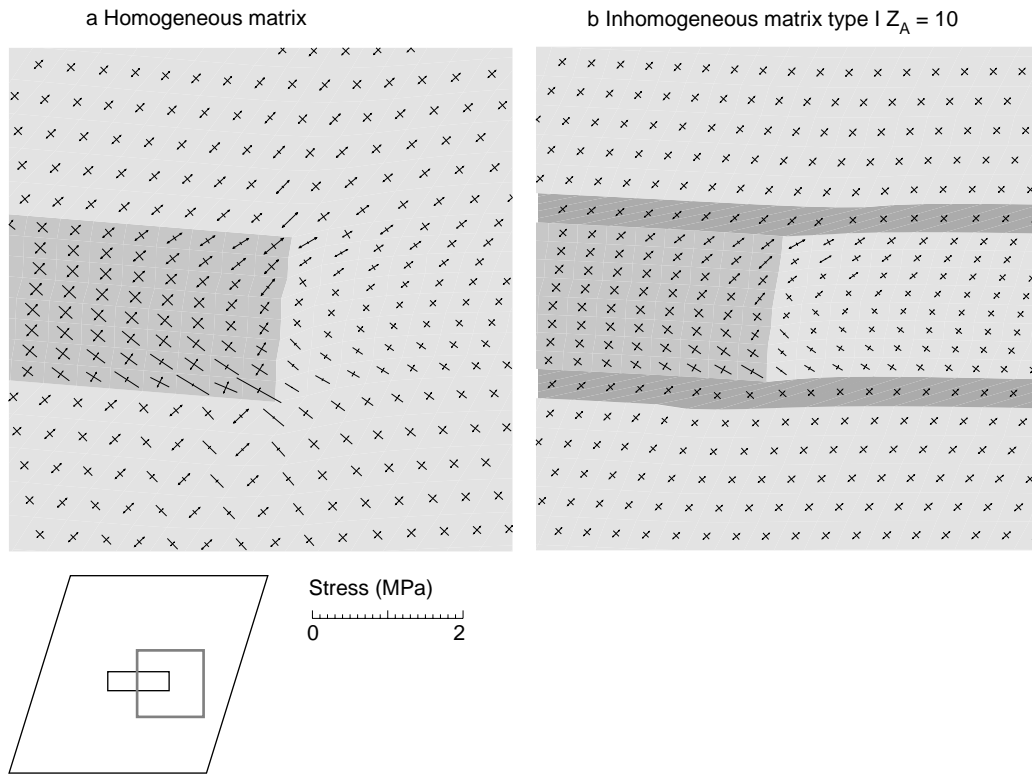 a Homogeneous matrix
b Inhomogeneous matrix type I Z_A = 10
Stress (MPa)
0 2